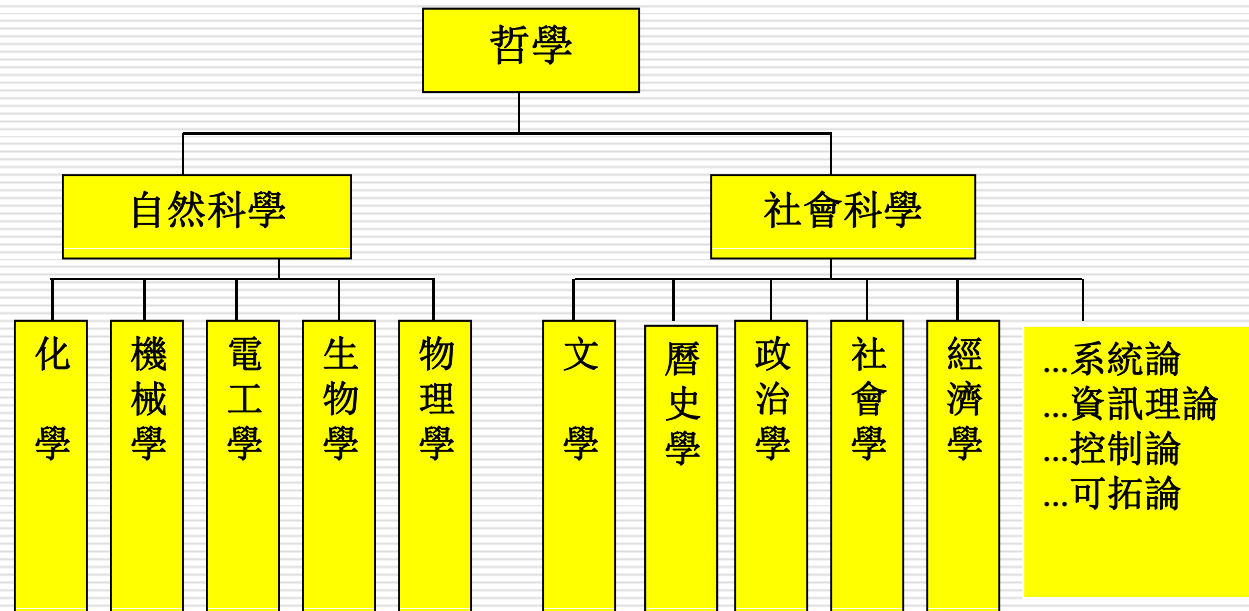 哲學
自然科學
社會科學
化學
機械學
電工學
生物學
物理學
文學
曆史學
政治學
社會學
經濟學
...系統論
...資訊理論
...控制論
...可拓論